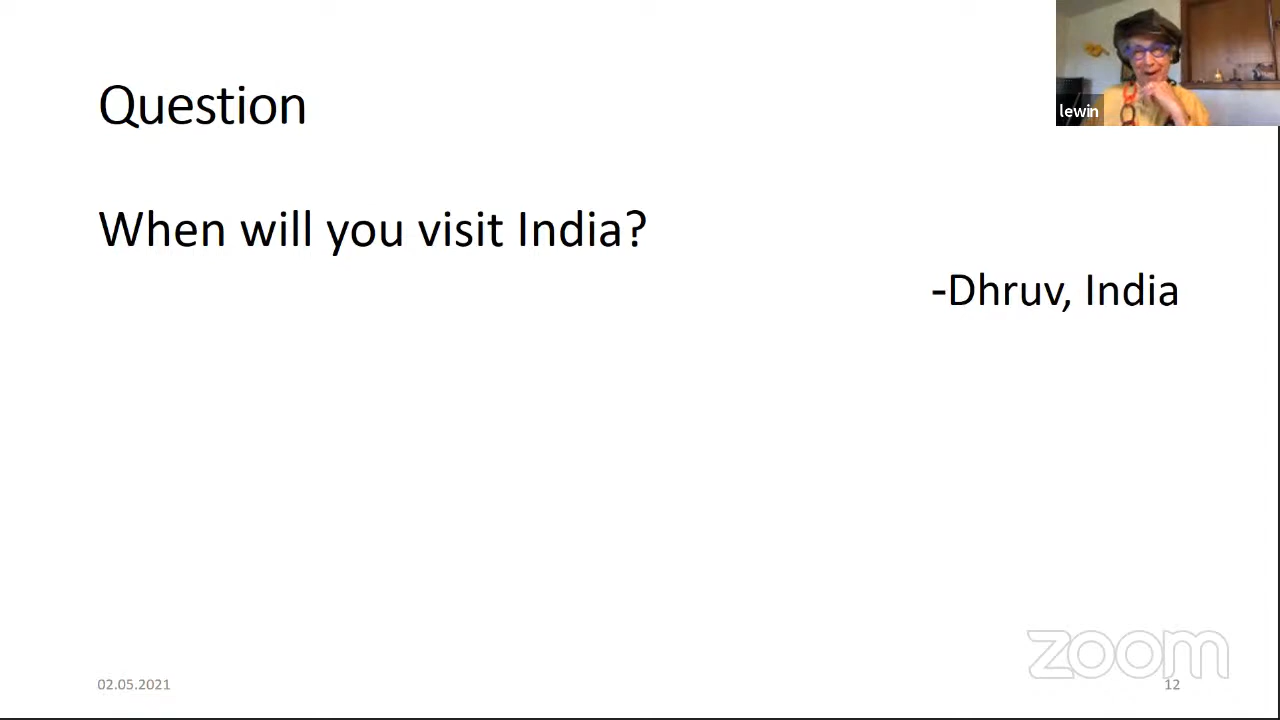 lewin
Question
When will you visit India?
-Dhruv, India
zoom
02.05.2021
12